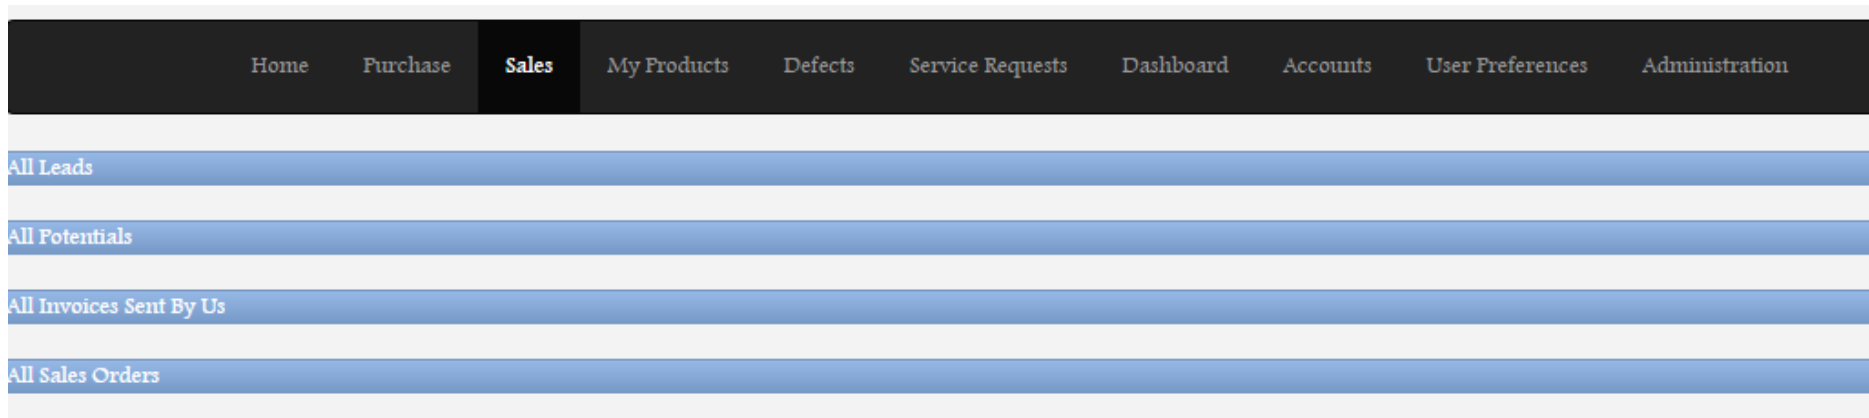 Home Purchase Sales My Products Defects Service Requests Dashboard Accounts User Preferences Administration
All Leads
All Potentials
All Invoices Sent By Us
All Sales Orders